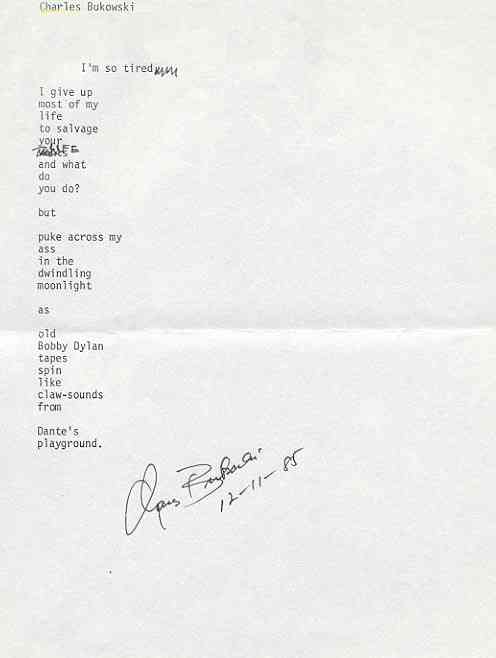 Charles Bukowski
I'm so tired
I give up
most of my
life
to salvage
your
LIFE
and what
do
you do?
but
puke across my
ass
in the
dwindling
moonlight
as
old
Bobby Dylan
tapes
spin
like
claw-sounds
from
Dante's
playground.
Charles Bukowski
12-11-85